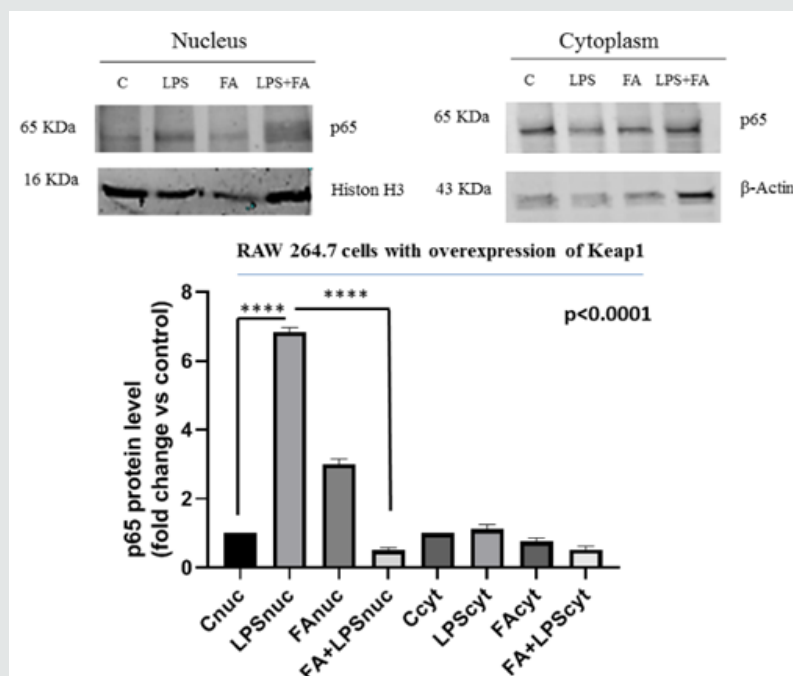 Nucleus
Cytoplasm
C LPS FA LPS+FA
C LPS FA LPS+FA
65 KDa
p65
65 KDa
p65
16 KDa
Histon H3
43 KDa
β-Actin
RAW 264.7 cells with overexpression of Keap1
p65 protein level
(fold change vs control)
8
6
4
2
0
**** ****
p<0.0001
Cnuc
LPSnuc
FAnuc
FA+LPSnuc
Ccyt
LPScyt
FAcyt
FA+LPScyt